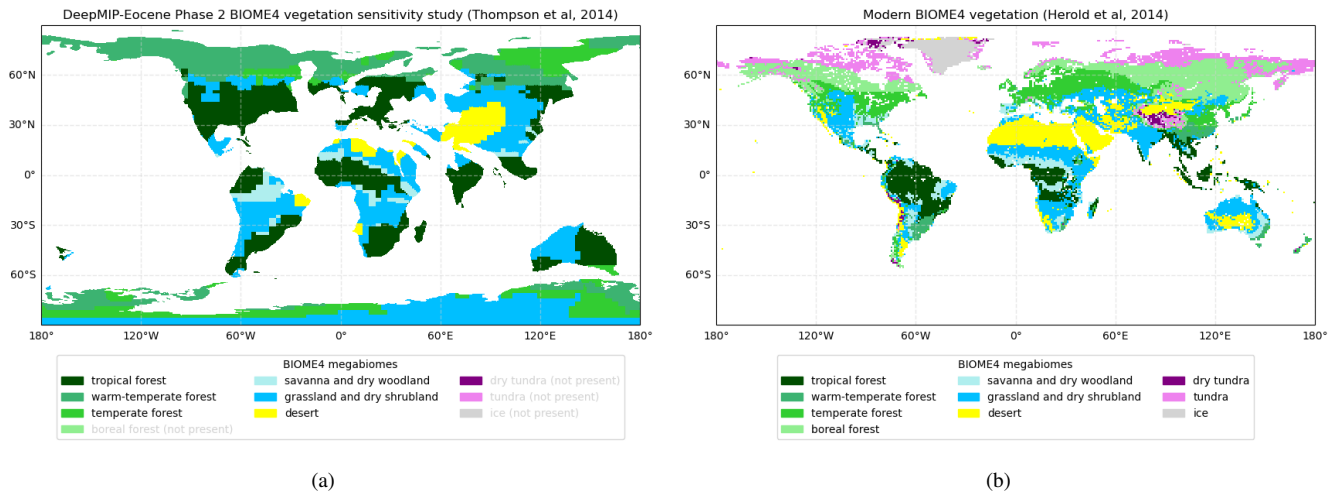 DeepMIP-Eocene Phase 2 BIOME4 vegetation sensitivity study (Thompson et al, 2014)
60°N
30°N
0°
30°S
60°S
180°
120°W
60°W
0°
60°E
120°E
180°
BIOME4 megabiomes
tropical forest
warm-temperate forest
temperate forest
boreal forest (not present)
savanna and dry woodland
grassland and dry shrubland
desert
dry tundra (not present)
tundra (not present)
ice (not present)
(a)
Modern BIOME4 vegetation (Herold et al, 2014)
60°N
30°N
0°
30°S
60°S
180°
120°W
60°W
0°
60°E
120°E
180°
BIOME4 megabiomes
tropical forest
warm-temperate forest
temperate forest
boreal forest
savanna and dry woodland
grassland and dry shrubland
desert
dry tundra
tundra
ice
(b)